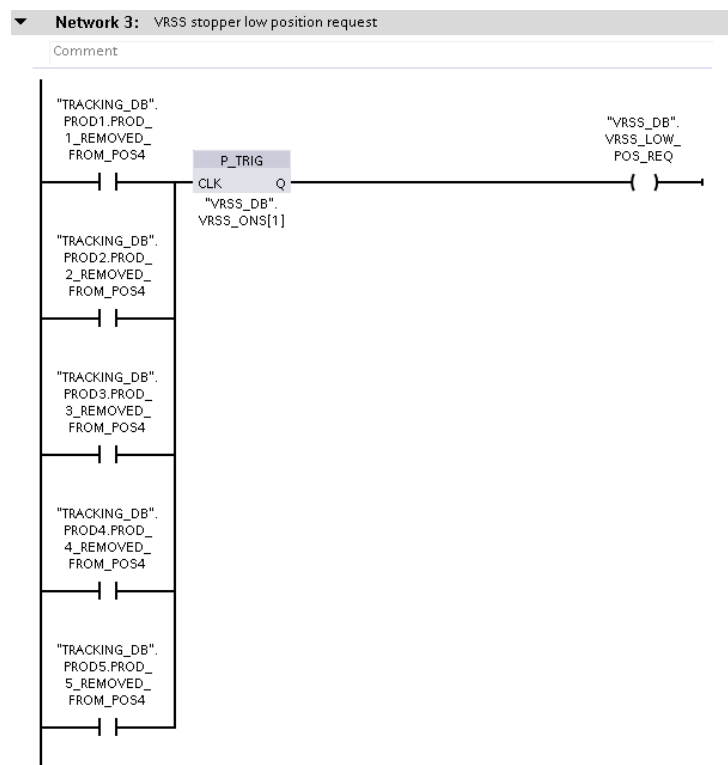 Network 3: VRSS stopper low position request
Comment
"TRACKING_DB".
PROD1.PROD_
1_REMOVED_
FROM_POS4
"VRSS_DB".
VRSS_LOW_
POS_REQ
P_TRIG
CLK Q
"VRSS_DB".
VRSS_ONS[1]
"TRACKING_DB".
PROD2.PROD_
2_REMOVED_
FROM_POS4
"TRACKING_DB".
PROD3.PROD_
3_REMOVED_
FROM_POS4
"TRACKING_DB".
PROD4.PROD_
4_REMOVED_
FROM_POS4
"TRACKING_DB".
PROD5.PROD_
5_REMOVED_
FROM_POS4